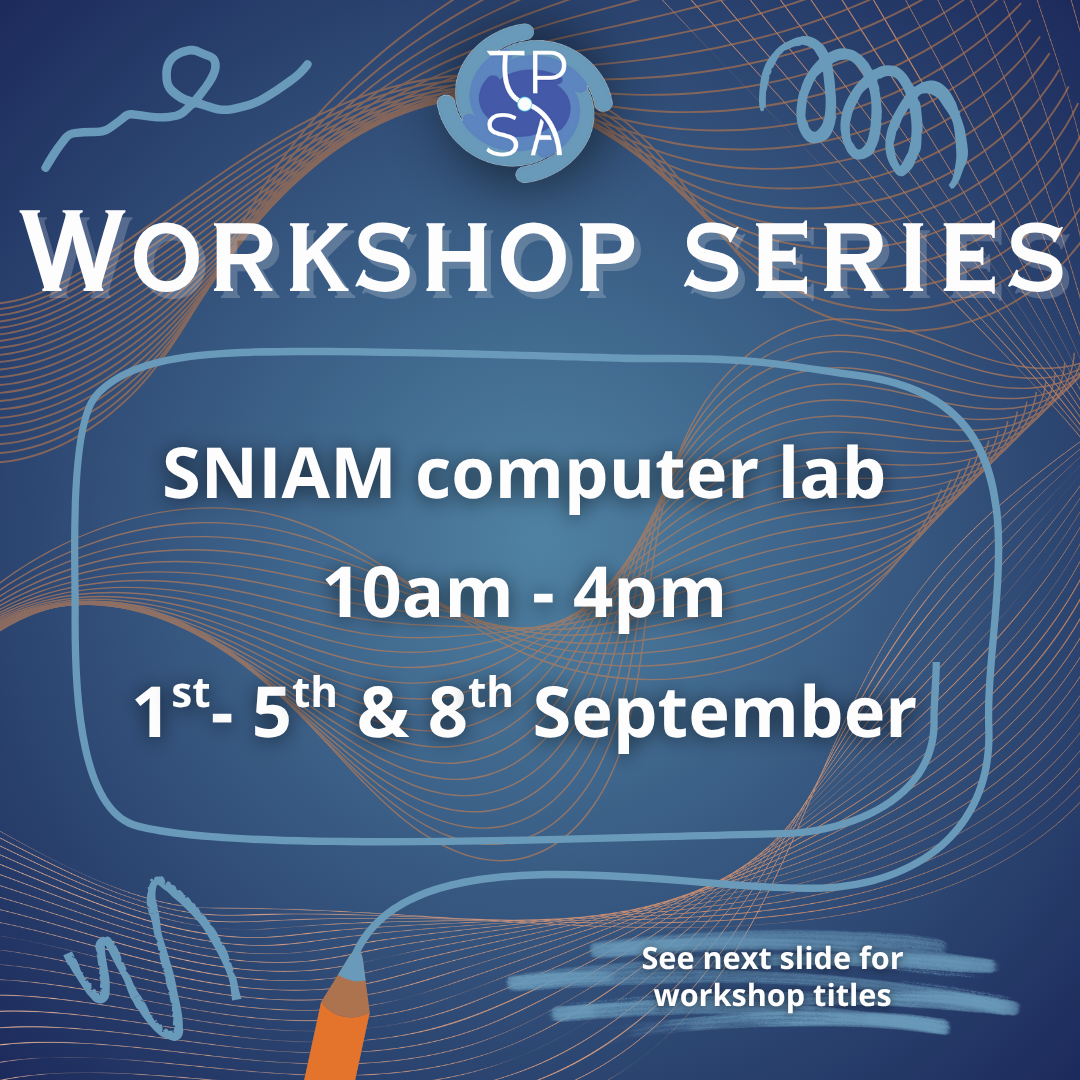 TP
SA
Workshop series
SNIAM computer lab
10am - 4pm
1st- 5th & 8th September
See next slide for
workshop titles